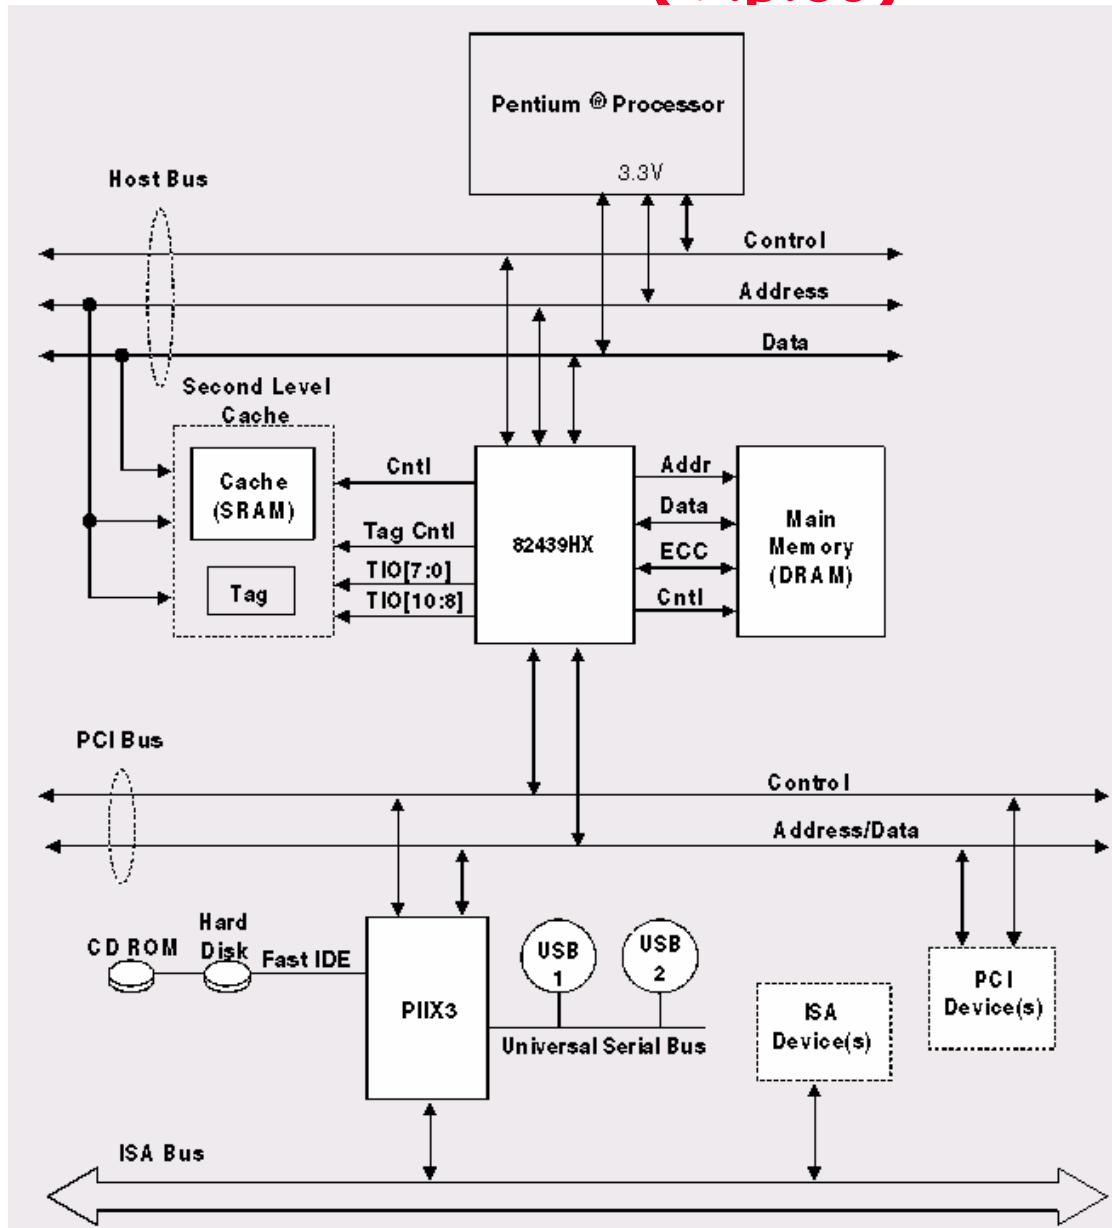 Pentium ® Processor
3.3V
Host Bus
Control
Address
Data
Second Level
Cache
Cache
(SRAM)
Tag
Cntl
Tag Cntl
TIO[7:0]
TIO[10:8]
82439HX
Addr
Data
ECC
Cntl
Main
Memory
(DRAM)
PCI Bus
Control
Address/Data
CD ROM
Hard
Disk
Fast IDE
PIIX3
USB
1
USB
2
Universal Serial Bus
ISA
Device(s)
PCI
Device(s)
ISA Bus